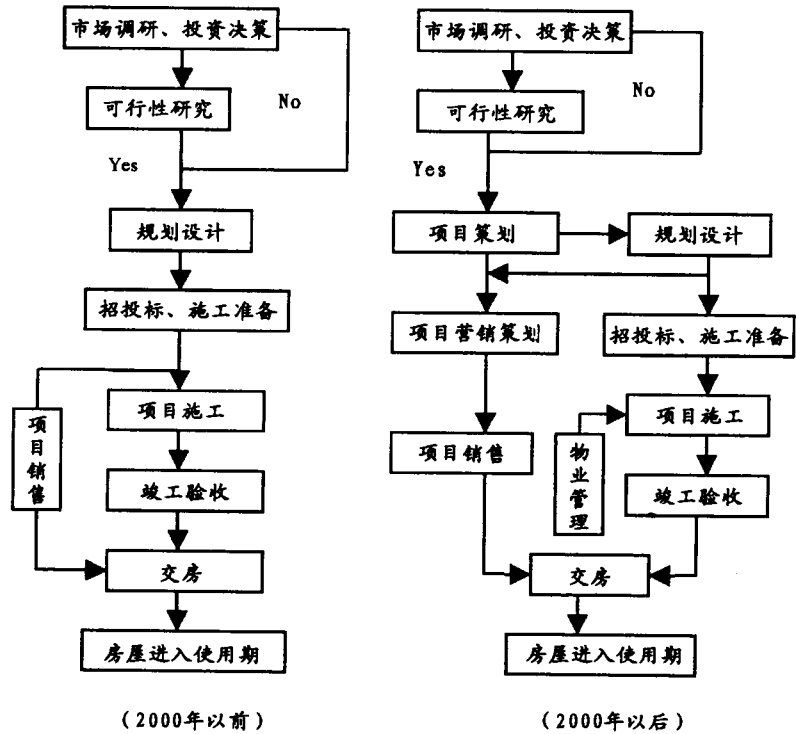 市场调研、投资决策
可行性研究
No
Yes
规划设计
招投标、施工准备
项目施工
项目销售
竣工验收
交房
房屋进入使用期
(2000年以前)
市场调研、投资决策
可行性研究
No
Yes
项目策划
规划设计
项目营销策划
招投标、施工准备
项目施工
项目销售
物业管理
竣工验收
交房
房屋进入使用期
(2000年以后)